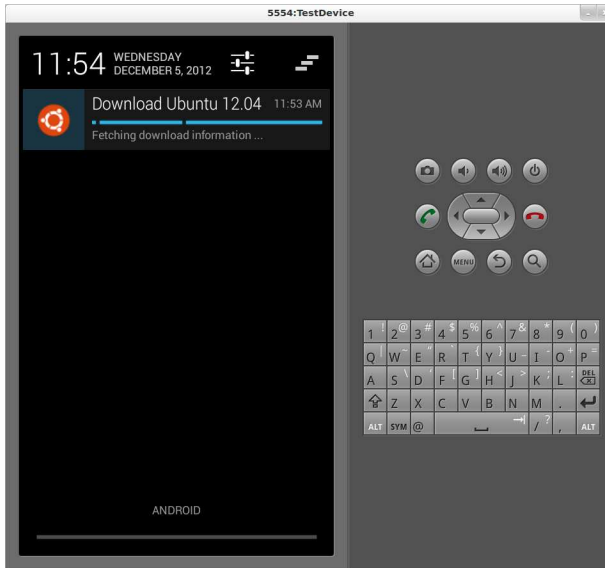 5554:TestDevice
11:54 WEDNESDAY
DECEMBER 5, 2012
Download Ubuntu 12.04 11:53 AM
Fetching download information ...
ANDROID
MENU
1 ! 2 @ 3 # 4 $ 5 % 6 ^ 7 & 8 * 9 ( 0 )
Q | W ~ E " R ` T { Y } U _ I - O + P =
A S \ D ' F [ G ] H < J > K ; L : DEL
Z X C V B N M .
ALT SYM @ / ? , ALT